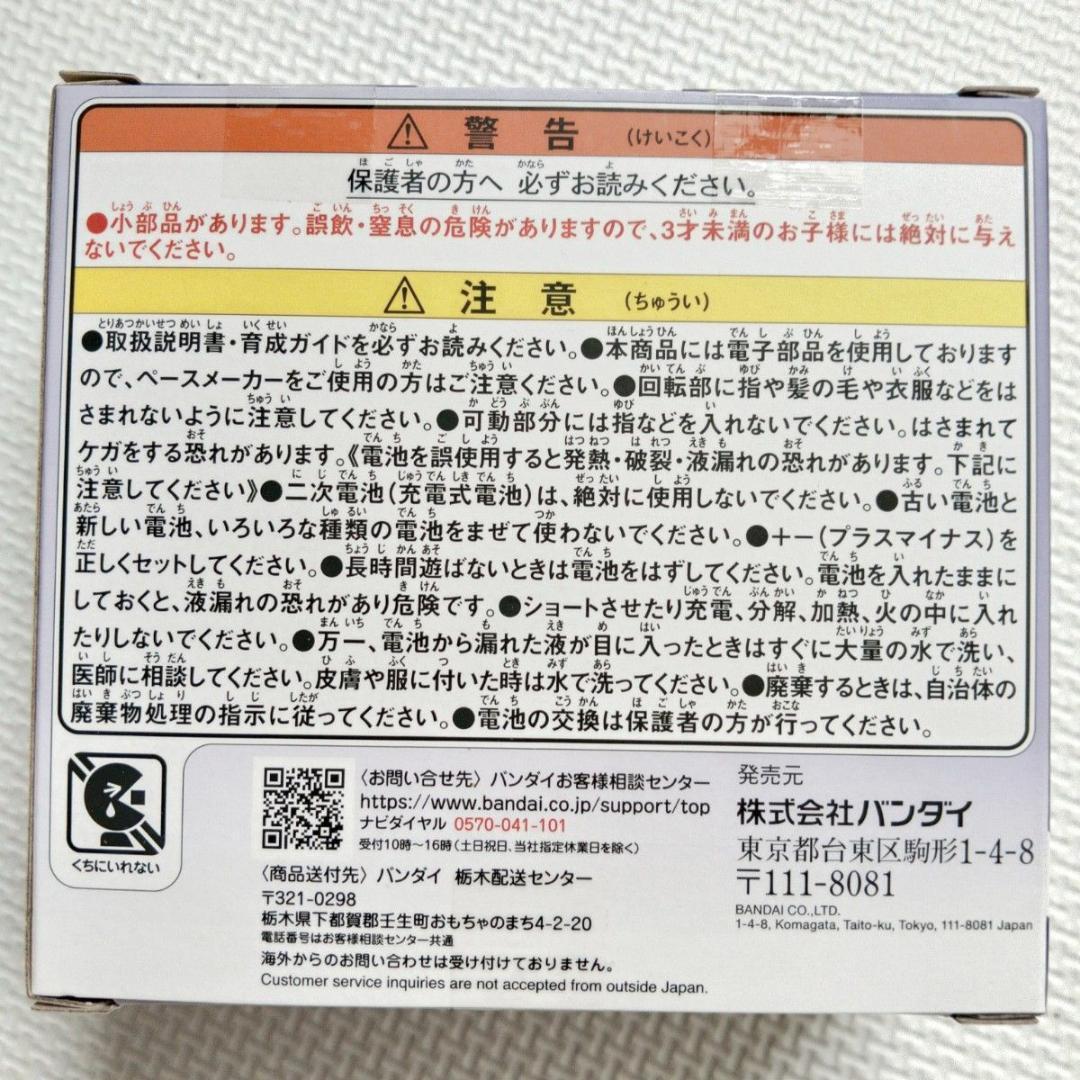 警告 (けいこく)
保護者の方へ 必ずお読みください。
●小部品があります。誤飲・窒息の危険がありますので、3才未満のお子様には絶対に与え
ないでください。
注意 (ちゅうい)
●取扱説明書・育成ガイドを必ずお読みください。●本商品には電子部品を使用しております
ので、ペースメーカーをご使用の方はご注意ください。●回転部に指や髪の毛や衣服などをは
さまれないように注意してください。●可動部分には指などを入れないでください。はさまれて
ケガをする恐れがあります。《電池を誤使用すると発熱・破裂・液漏れの恐れがあります。下記に
注意してください》●二次電池(充電式電池)は、絶対に使用しないでください。●古い電池と
新しい電池、いろいろな種類の電池をまぜて使わないでください。●+−(プラスマイナス)を
正しくセットしてください。●長時間遊ばないときは電池をはずしてください。電池を入れたままに
しておくと、液漏れの恐れがあり危険です。●ショートさせたり充電、分解、加熱、火の中に入れ
たりしないでください。●万一、電池から漏れた液が目に入ったときはすぐに大量の水で洗い、
医師に相談してください。皮膚や服に付いた時は水で洗ってください。●廃棄するときは、自治体の
廃棄物処理の指示に従ってください。●電池の交換は保護者の方が行ってください。
くちにいれない
〈お問い合せ先〉バンダイお客様相談センター
https://www.bandai.co.jp/support/top
ナビダイヤル 0570-041-101
受付10時〜16時(土日祝日、当社指定休業日を除く)
〈商品送付先〉バンダイ 栃木配送センター
〒321-0298
栃木県下都賀郡壬生町おもちゃのまち4-2-20
電話番号はお客様相談センター共通
海外からのお問い合わせは受け付けておりません。
Customer service inquiries are not accepted from outside Japan.
発売元
株式会社バンダイ
東京都台東区駒形1-4-8
〒111-8081
BANDAI CO.,LTD.
1-4-8, Komagata, Taito-ku, Tokyo, 111-8081 Japan